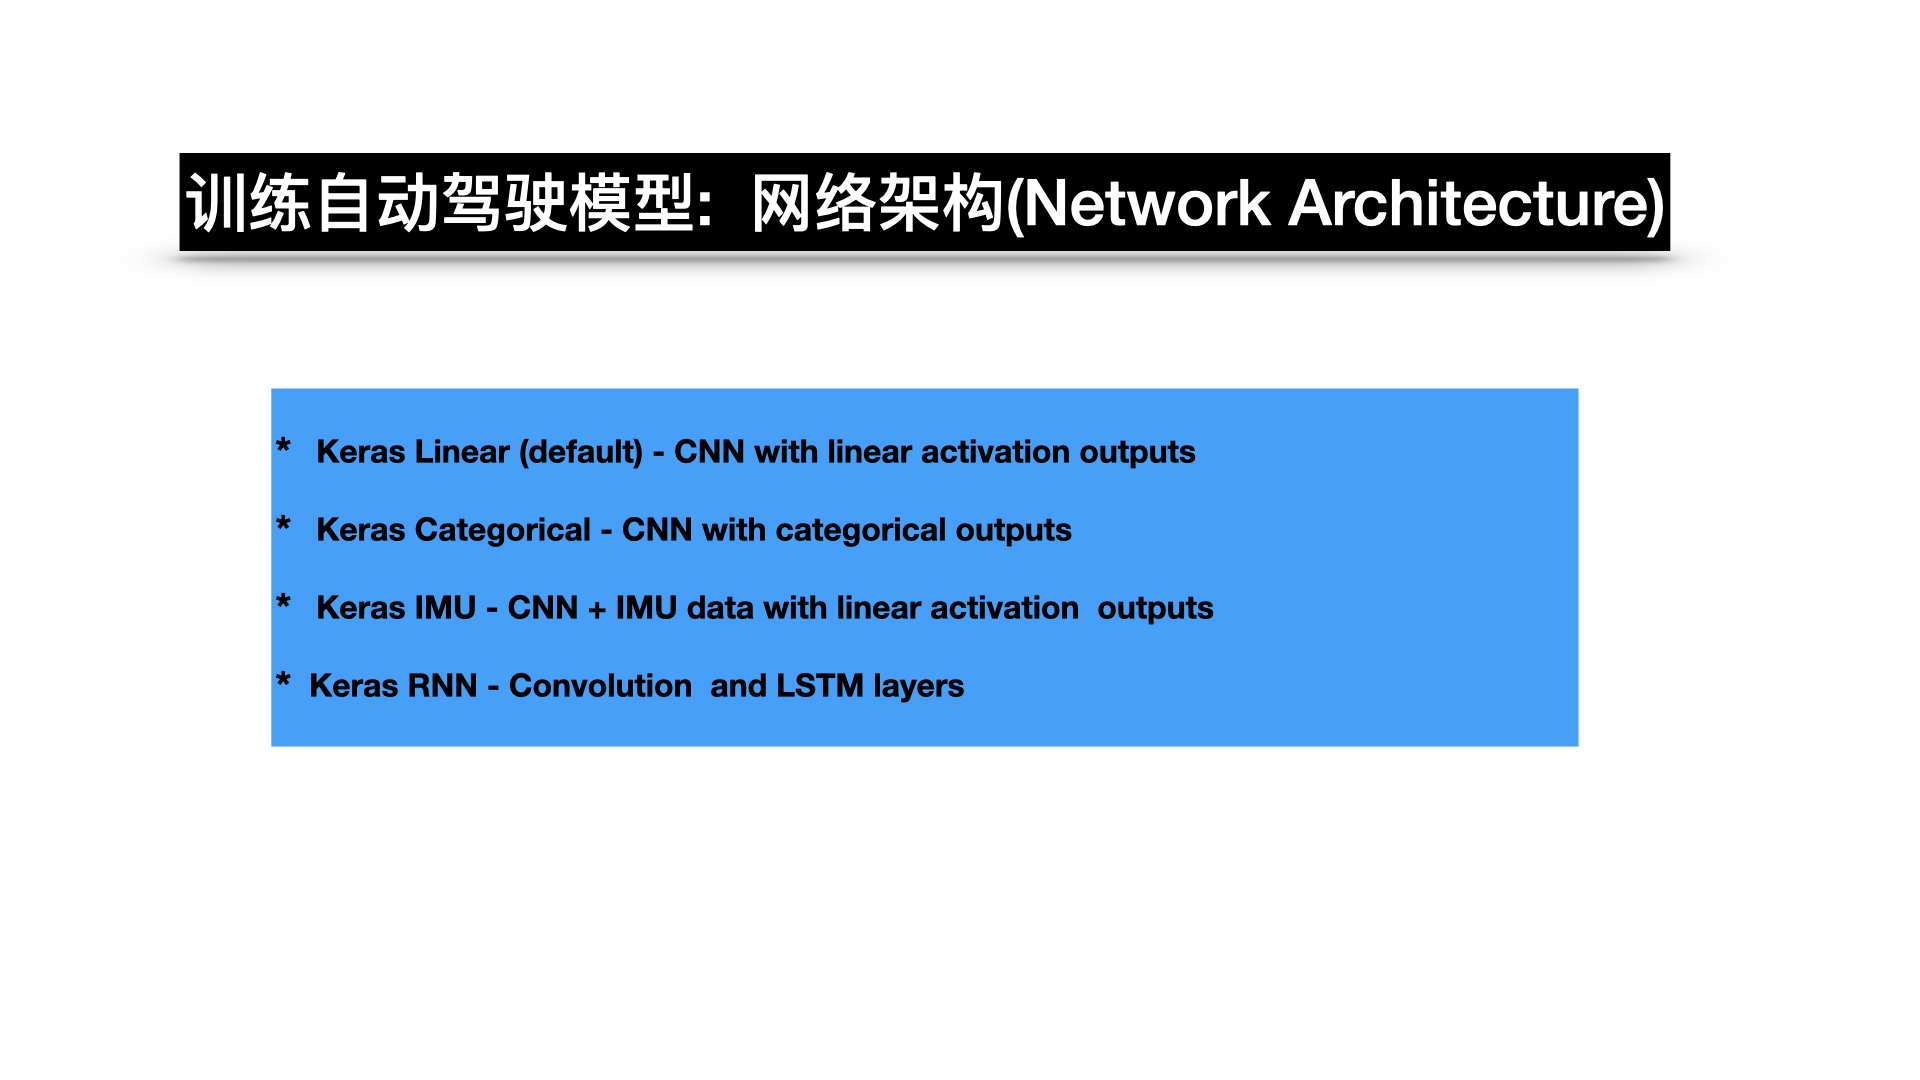 训练自动驾驶模型:  网络架构(Network Architecture)
*   Keras Linear (default) - CNN with linear activation outputs
*   Keras Categorical - CNN with categorical outputs
*   Keras IMU - CNN + IMU data with linear activation  outputs
*  Keras RNN - Convolution  and LSTM layers